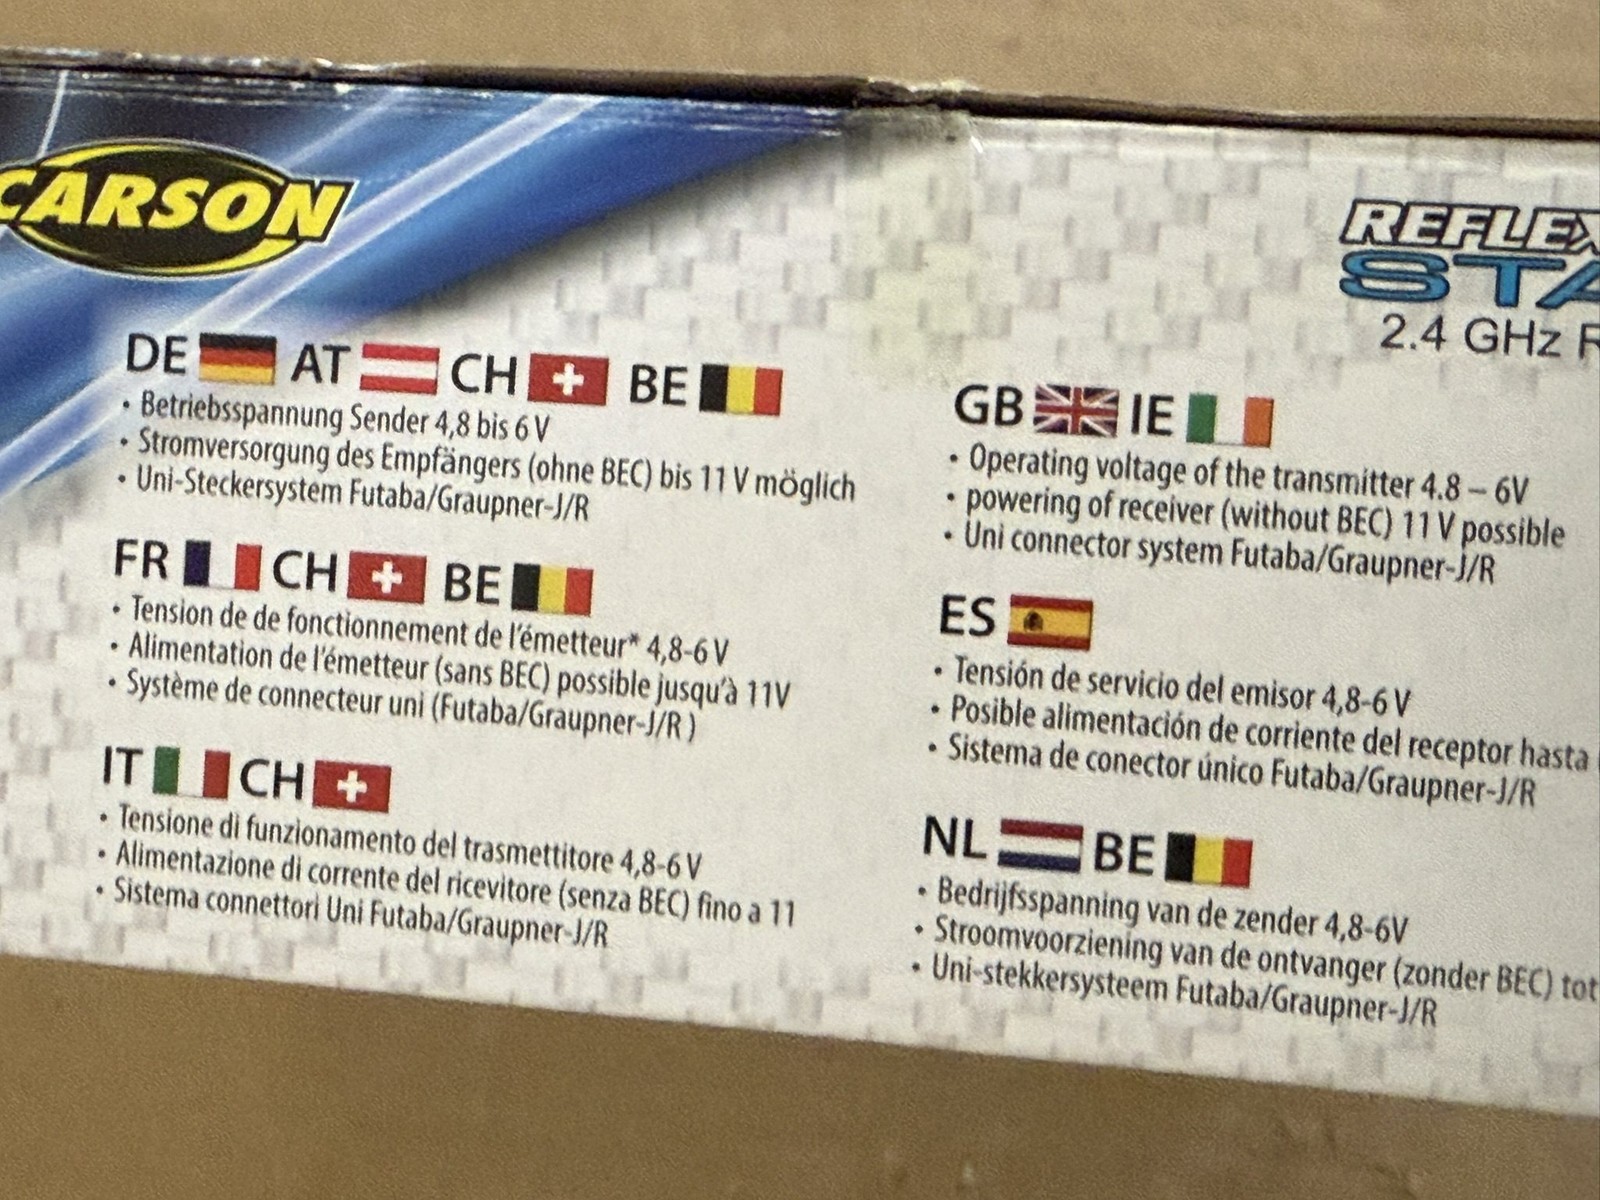 CARSON
REFLEX
STA
2.4 GHz R
DE AT CH BE
• Betriebsspannung Sender 4,8 bis 6 V
• Stromversorgung des Empfängers (ohne BEC) bis 11 V möglich
• Uni-Steckersystem Futaba/Graupner-J/R
FR CH BE
• Tension de de fonctionnement de l'émetteur* 4,8-6 V
• Alimentation de l'émetteur (sans BEC) possible jusqu'à 11V
• Système de connecteur uni (Futaba/Graupner-J/R )
IT CH
• Tensione di funzionamento del trasmettitore 4,8-6 V
• Alimentazione di corrente del ricevitore (senza BEC) fino a 11
• Sistema connettori Uni Futaba/Graupner-J/R
GB IE
• Operating voltage of the transmitter 4.8 – 6V
• powering of receiver (without BEC) 11 V possible
• Uni connector system Futaba/Graupner-J/R
ES
• Tensión de servicio del emisor 4,8-6 V
• Posible alimentación de corriente del receptor hasta
• Sistema de conector único Futaba/Graupner-J/R
NL BE
• Bedrijfsspanning van de zender 4,8-6V
• Stroomvoorziening van de ontvanger (zonder BEC) tot
• Uni-stekkersysteem Futaba/Graupner-J/R